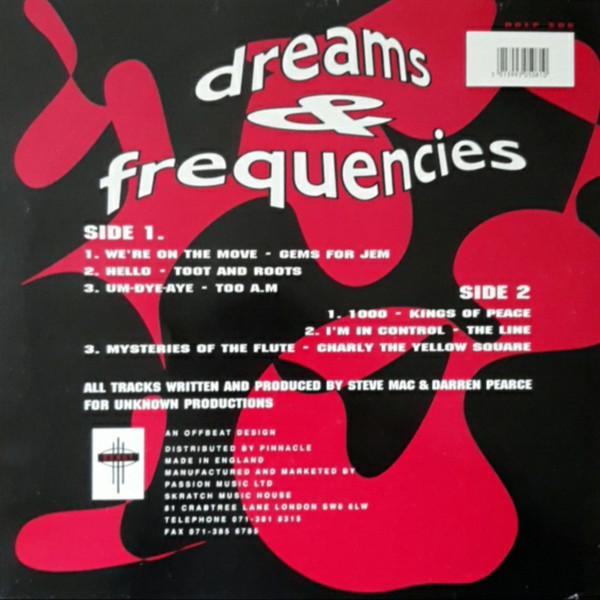 dreams
&
frequencies
SIDE 1.
1. WE'RE ON THE MOVE - GEMS FOR JEM
2. HELLO - TOOT AND ROOTS
3. UM-DYE-AYE - TOO A.M
SIDE 2
1. 1000 - KINGS OF PEACE
2. I'M IN CONTROL - THE LINE
3. MYSTERIES OF THE FLUTE - CHARLY THE YELLOW SQUARE
ALL TRACKS WRITTEN AND PRODUCED BY STEVE MAC & DARREN PEARCE
FOR UNKNOWN PRODUCTIONS
AN OFFBEAT DESIGN
DISTRIBUTED BY PINNACLE
MADE IN ENGLAND
MANUFACTURED AND MARKETED BY
PASSION MUSIC LTD
SKRATCH MUSIC HOUSE
81 CRABTREE LANE LONDON SW6 6LW
TELEPHONE 071-381 8315
FAX 071-385 6785